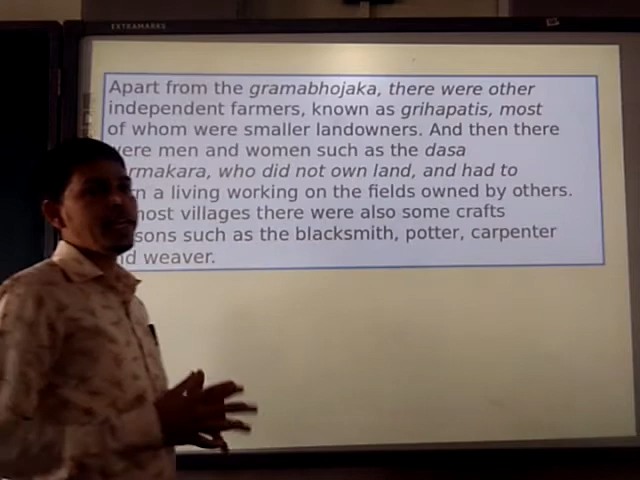 EXTRAMARKS
Apart from the gramabhojaka, there were other
independent farmers, known as grihapatis, most
of whom were smaller landowners. And then there
were men and women such as the dasa
rmakara, who did not own land, and had to
n a living working on the fields owned by others.
most villages there were also some crafts
sons such as the blacksmith, potter, carpenter
nd weaver.